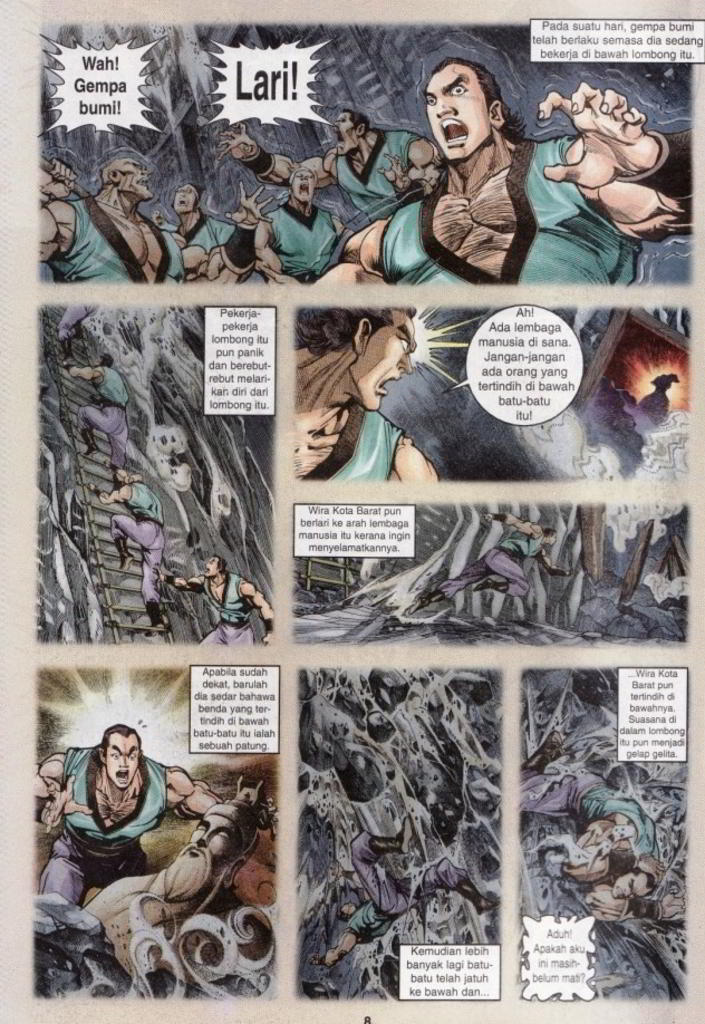 Pada suatu hari, gempa bumi
telah berlaku semasa dia sedang
bekerja di bawah lombong itu.
Wah!
Gempa
bumi!
Lari!
Pekerja-
pekerja
lombong itu
pun panik
dan berebut-
rebut melari-
kan diri dari
lombong itu.
Ah!
Ada lembaga
manusia di sana.
Jangan-jangan
ada orang yang
tertindih di bawah
batu-batu
itu!
Wira Kota Barat pun
berlari ke arah lembaga
manusia itu kerana ingin
menyelamatkannya.
Apabila sudah
dekat, barulah
dia sedar bahawa
benda yang ter-
tindih di bawah
batu-batu itu ialah
sebuah patung.
Kemudian lebih
banyak lagi batu-
batu telah jatuh
ke bawah dan...
...Wira Kota
Barat pun
tertindih di
bawahnya.
Suasana di
dalam lombong
itu pun menjadi
gelap gelita.
Aduh!
Apakah aku
ini masih-
belum mati?
8